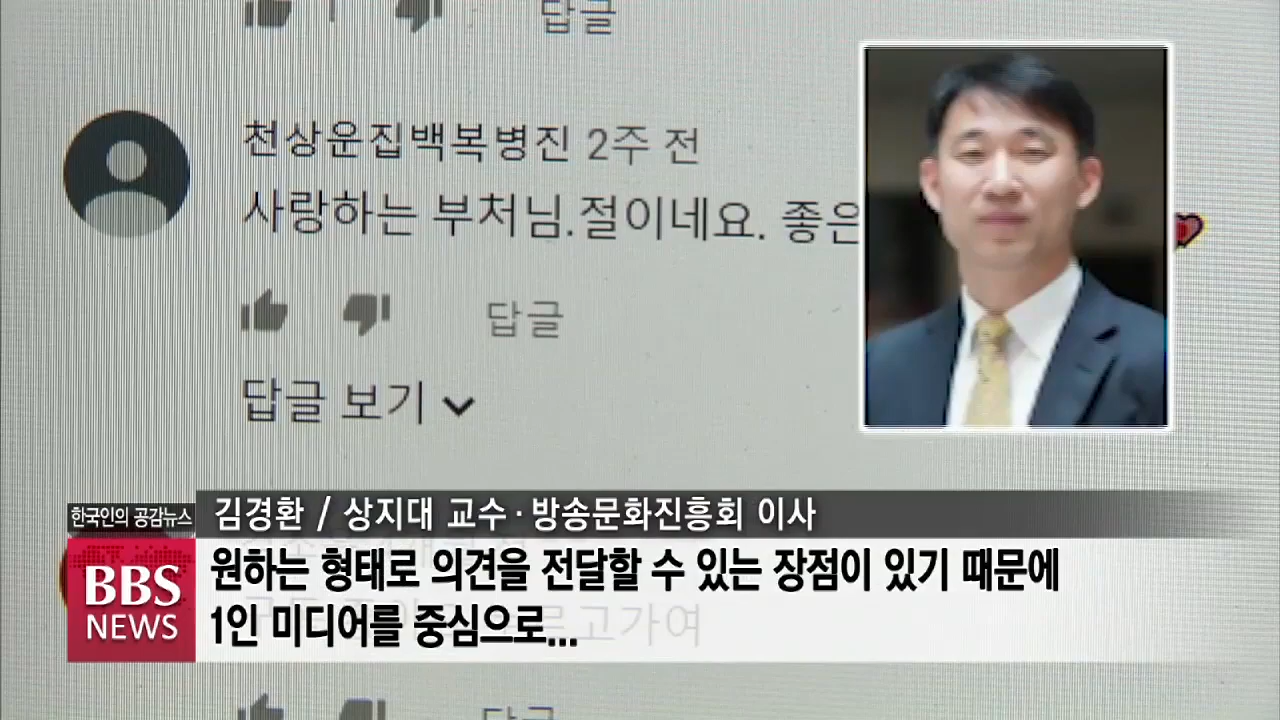 답글
천상운집백복병진 2주 전
사랑하는 부처님.절이네요. 좋은
답글
답글 보기
한국인의 공감뉴스
김경환 / 상지대 교수·방송문화진흥회 이사
BBS
NEWS
원하는 형태로 의견을 전달할 수 있는 장점이 있기 때문에
1인 미디어를 중심으로...
답글